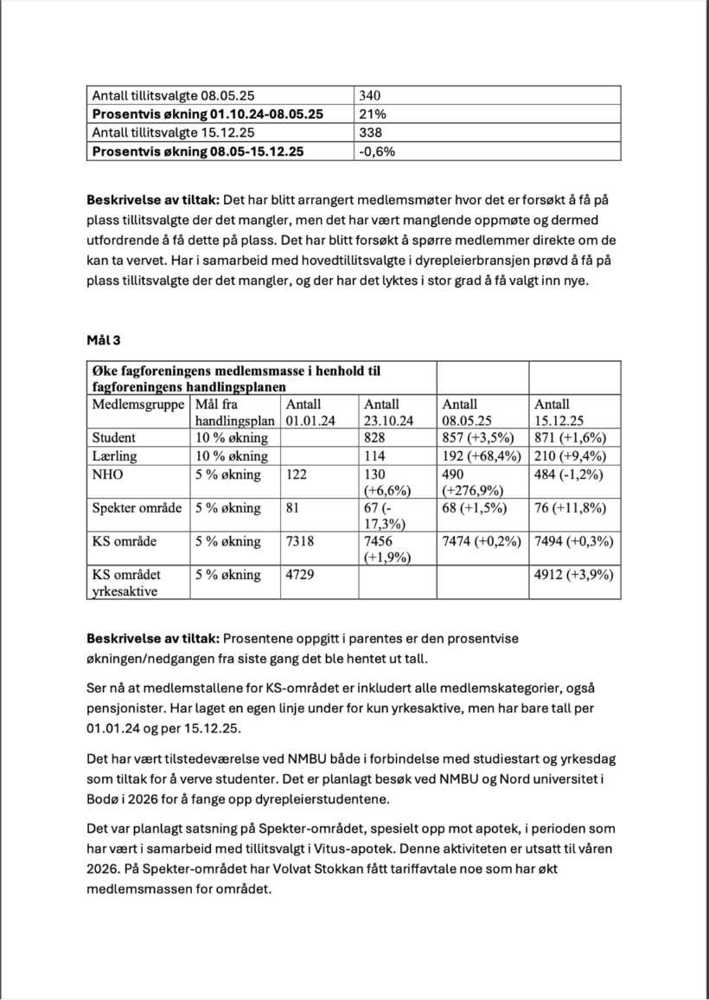 Antall tillitsvalgte 08.05.25 340
Prosentvis økning 01.10.24-08.05.25 21%
Antall tillitsvalgte 15.12.25 338
Prosentvis økning 08.05-15.12.25 -0,6%
Beskrivelse av tiltak: Det har blitt arrangert medlemsmøter hvor det er forsøkt å få på
plass tillitsvalgte der det mangler, men det har vært manglende oppmøte og dermed
utfordrende å få dette på plass. Det har blitt forsøkt å spørre medlemmer direkte om de
kan ta vervet. Har i samarbeid med hovedtillitsvalgte i dyrepleierbransjen prøvd å få på
plass tillitsvalgte der det mangler, og der har det lyktes i stor grad å få valgt inn nye.
Mål 3
Øke fagforeningens medlemsmasse i henhold til
fagforeningens handlingsplanen
Medlemsgruppe Mål fra Antall Antall Antall Antall
handlingsplan 01.01.24 23.10.24 08.05.25 15.12.25
Student 10 % økning 828 857 (+3,5%) 871 (+1,6%)
Lærling 10 % økning 114 192 (+68,4%) 210 (+9,4%)
NHO 5 % økning 122 130 490 484 (-1,2%)
(+6,6%) (+276,9%)
Spekter område 5 % økning 81 67 (- 68 (+1,5%) 76 (+11,8%)
17,3%)
KS område 5 % økning 7318 7456 7474 (+0,2%) 7494 (+0,3%)
(+1,9%)
KS området 5 % økning 4729 4912 (+3,9%)
yrkesaktive
Beskrivelse av tiltak: Prosentene oppgitt i parentes er den prosentvise
økningen/nedgangen fra siste gang det ble hentet ut tall.
Ser nå at medlemstallene for KS-området er inkludert alle medlemskategorier, også
pensjonister. Har laget en egen linje under for kun yrkesaktive, men har bare tall per
01.01.24 og per 15.12.25.
Det har vært tilstedeværelse ved NMBU både i forbindelse med studiestart og yrkesdag
som tiltak for å verve studenter. Det er planlagt besøk ved NMBU og Nord universitet i
Bodø i 2026 for å fange opp dyrepleierstudentene.
Det var planlagt satsning på Spekter-området, spesielt opp mot apotek, i perioden som
har vært i samarbeid med tillitsvalgt i Vitus-apotek. Denne aktiviteten er utsatt til våren
2026. På Spekter-området har Volvat Stokkan fått tariffavtale noe som har økt
medlemsmassen for området.